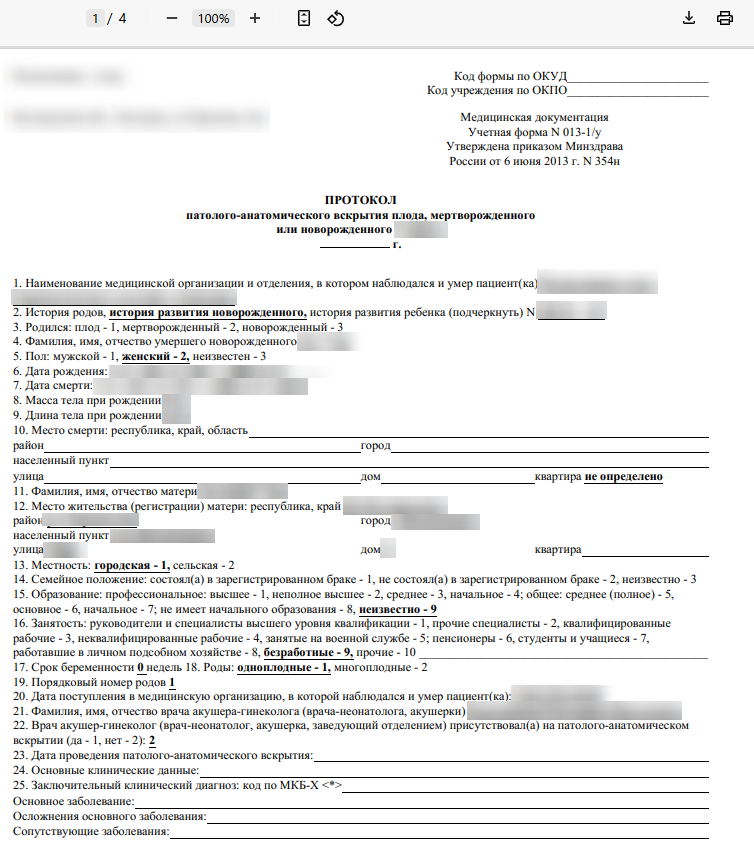 1 / 4 100%
Код формы по ОКУД
Код учреждения по ОКПО
Медицинская документация
Учетная форма N 013-1/у
Утверждена приказом Минздрава
России от 6 июня 2013 г. N 354н
ПРОТОКОЛ
патолого-анатомического вскрытия плода, мертворожденного
или новорожденного
г.
1. Наименование медицинской организации и отделения, в котором наблюдался и умер пациент(ка)
2. История родов, история развития новорожденного, история развития ребенка (подчеркнуть) N
3. Родился: плод - 1, мертворожденный - 2, новорожденный - 3
4. Фамилия, имя, отчество умершего новорожденного
5. Пол: мужской - 1, женский - 2, неизвестен - 3
6. Дата рождения:
7. Дата смерти:
8. Масса тела при рождении
9. Длина тела при рождении
10. Место смерти: республика, край, область
район город
населенный пункт
улица дом квартира не определено
11. Фамилия, имя, отчество матери
12. Место жительства (регистрации) матери: республика, край
район город
населенный пункт
улица дом квартира
13. Местность: городская - 1, сельская - 2
14. Семейное положение: состоял(а) в зарегистрированном браке - 1, не состоял(а) в зарегистрированном браке - 2, неизвестно - 3
15. Образование: профессиональное: высшее - 1, неполное высшее - 2, среднее - 3, начальное - 4; общее: среднее (полное) - 5,
основное - 6, начальное - 7; не имеет начального образования - 8, неизвестно - 9
16. Занятость: руководители и специалисты высшего уровня квалификации - 1, прочие специалисты - 2, квалифицированные
рабочие - 3, неквалифицированные рабочие - 4, занятые на военной службе - 5; пенсионеры - 6, студенты и учащиеся - 7,
работавшие в личном подсобном хозяйстве - 8, безработные - 9, прочие - 10
17. Срок беременности 0 недель 18. Роды: одноплодные - 1, многоплодные - 2
19. Порядковый номер родов 1
20. Дата поступления в медицинскую организацию, в которой наблюдался и умер пациент(ка):
21. Фамилия, имя, отчество врача акушера-гинеколога (врача-неонатолога, акушерки)
22. Врач акушер-гинеколог (врач-неонатолог, акушерка, заведующий отделением) присутствовал(а) на патолого-анатомическом
вскрытии (да - 1, нет - 2): 2
23. Дата проведения патолого-анатомического вскрытия:
24. Основные клинические данные:
25. Заключительный клинический диагноз: код по МКБ-X <*>
Основное заболевание:
Осложнения основного заболевания:
Сопутствующие заболевания: